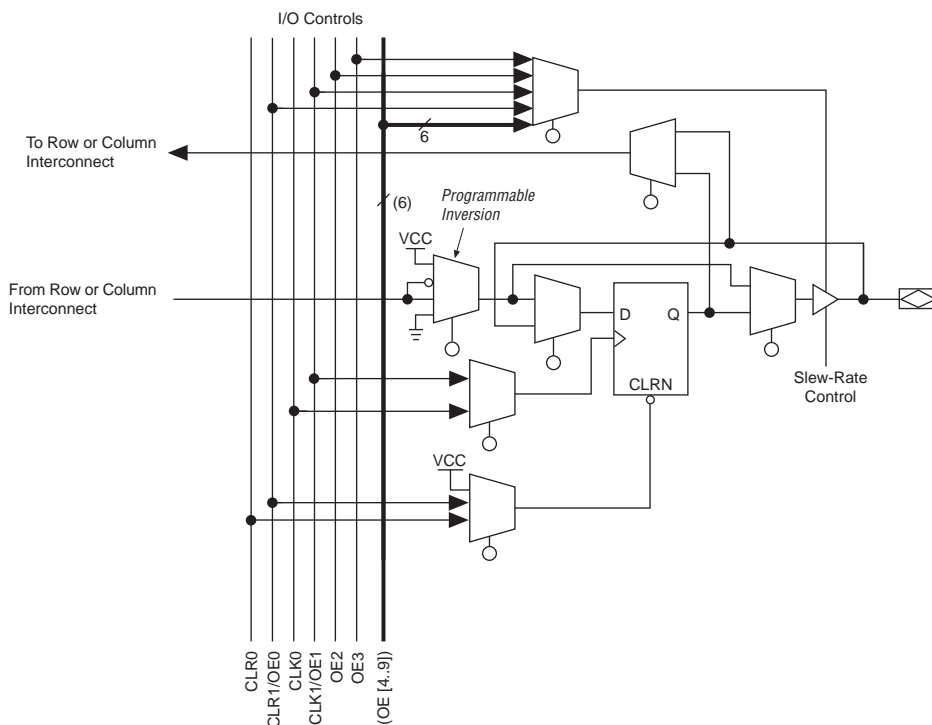 I/O Controls
6
To Row or Column
Interconnect
(6)
Programmable
Inversion
VCC
From Row or Column
Interconnect
D
Q
CLRN
Slew-Rate
Control
VCC
CLR0
CLR1/OE0
CLK0
CLK1/OE1
OE2
OE3
(OE [4..9])